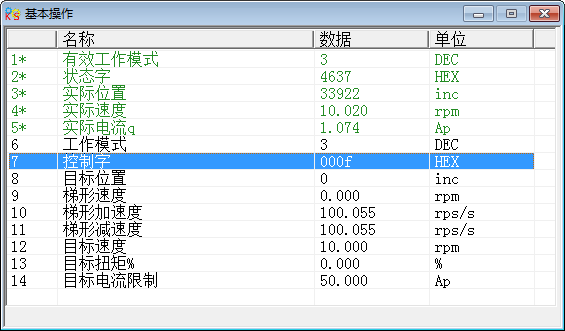 基本操作
名称 数据 单位
1* 有效工作模式 3 DEC
2* 状态字 4637 HEX
3* 实际位置 33922 inc
4* 实际速度 10.020 rpm
5* 实际电流q 1.074 Ap
6 工作模式 3 DEC
7 控制字 000f HEX
8 目标位置 0 inc
9 梯形速度 0.000 rpm
10 梯形加速度 100.055 rps/s
11 梯形减速度 100.055 rps/s
12 目标速度 10.000 rpm
13 目标扭矩% 0.000 %
14 目标电流限制 50.000 Ap